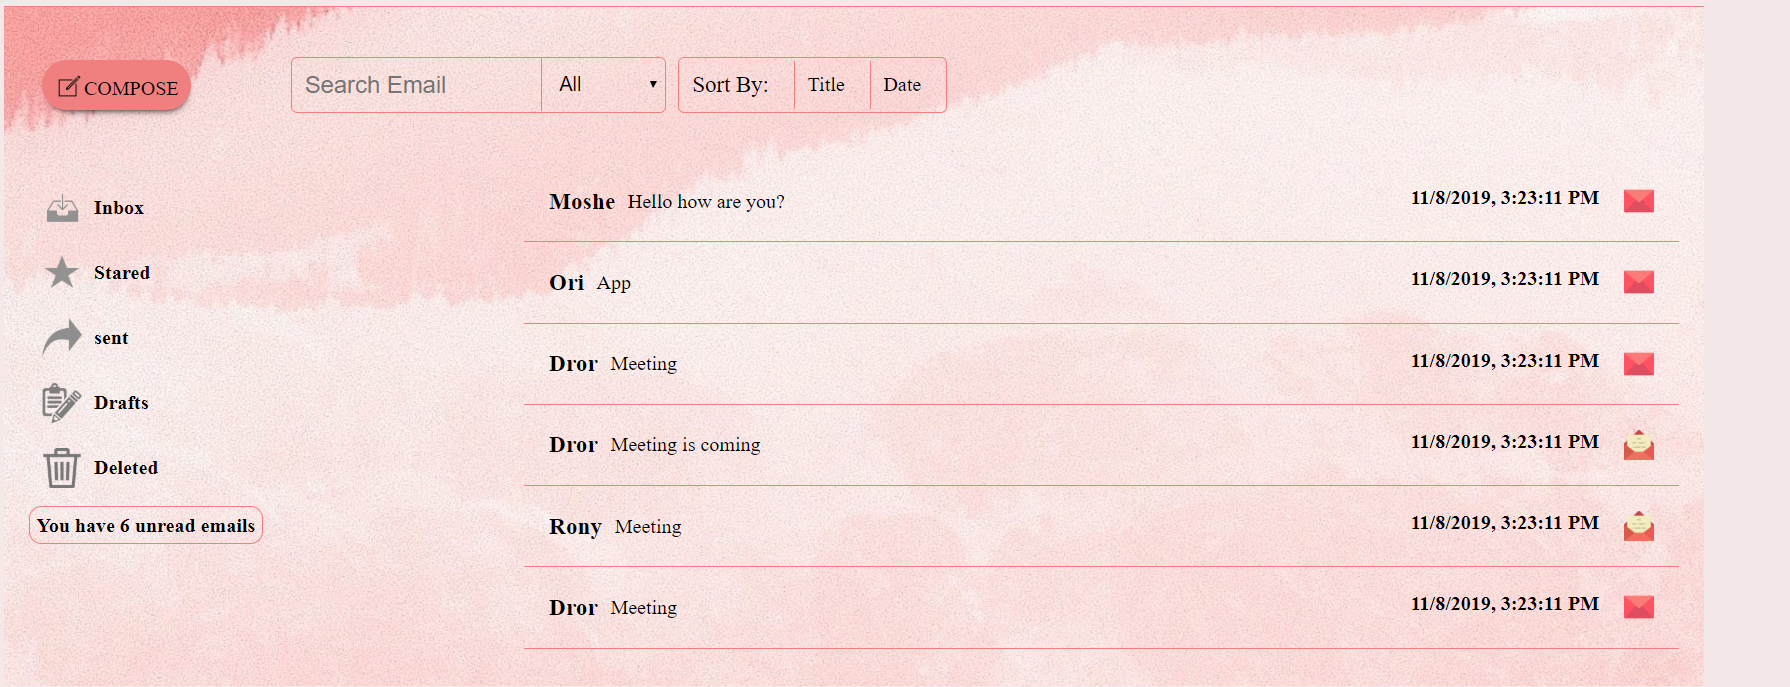 COMPOSE
Search Email
All
Sort By:
Title
Date
Inbox
Stared
sent
Drafts
Deleted
You have 6 unread emails
Moshe Hello how are you? 11/8/2019, 3:23:11 PM
Ori App 11/8/2019, 3:23:11 PM
Dror Meeting 11/8/2019, 3:23:11 PM
Dror Meeting is coming 11/8/2019, 3:23:11 PM
Rony Meeting 11/8/2019, 3:23:11 PM
Dror Meeting 11/8/2019, 3:23:11 PM